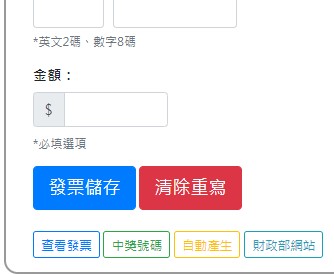 *英文2碼、數字8碼
金額：
$
*必填選項
發票儲存 清除重寫
查看發票 中獎號碼 自動產生 財政部網站